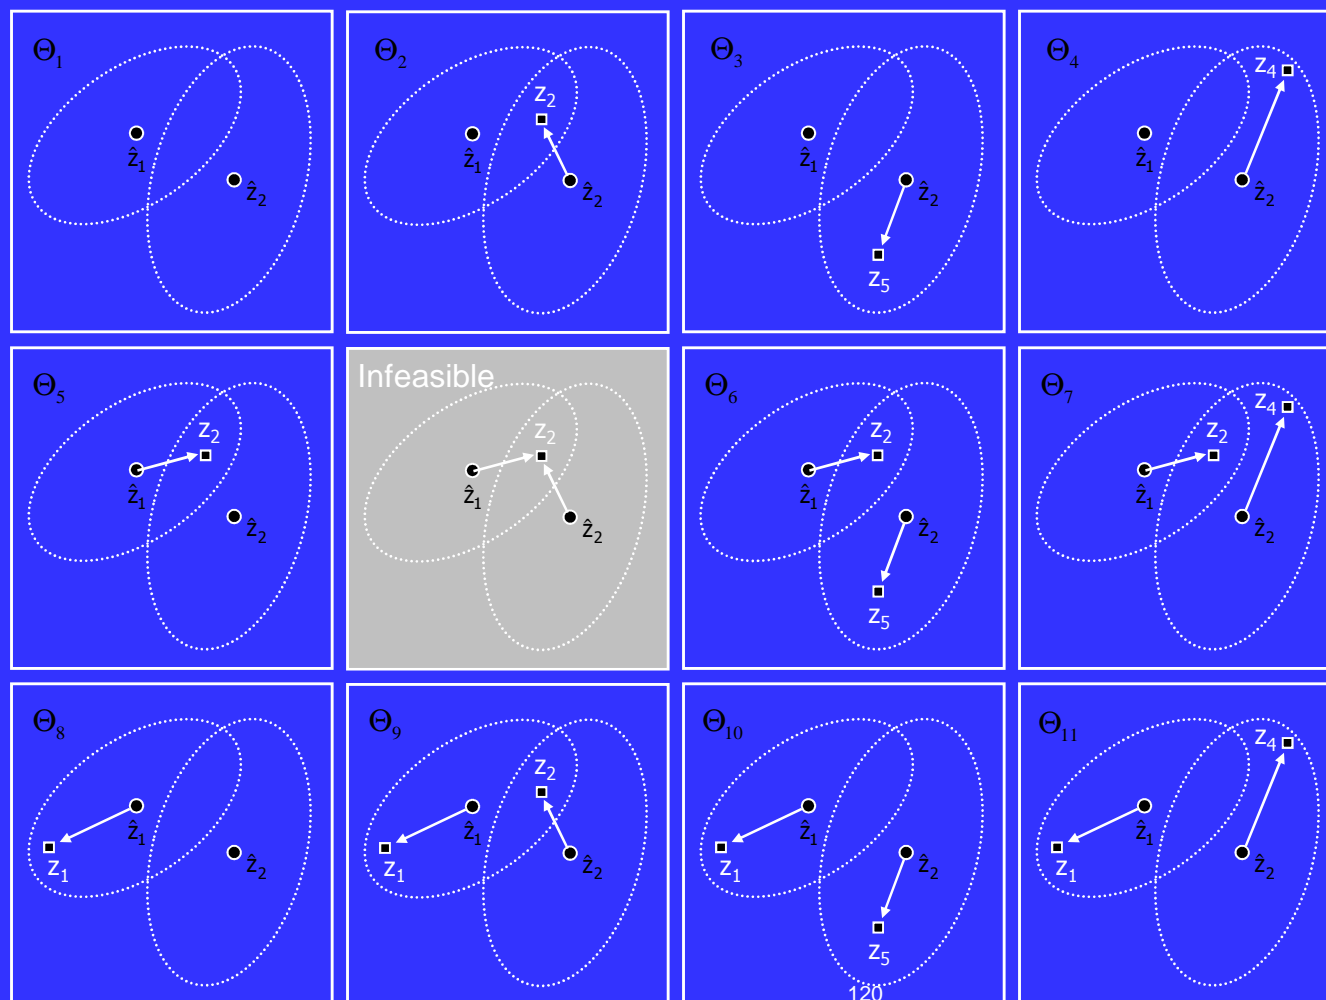 Θ₁
ẑ₁
ẑ₂
Θ₂
z₂
ẑ₁
ẑ₂
Θ₃
ẑ₁
ẑ₂
z₅
Θ₄
z₄
ẑ₁
ẑ₂
Θ₅
z₂
ẑ₁
ẑ₂
Infeasible
z₂
ẑ₁
ẑ₂
Θ₆
z₂
ẑ₁
ẑ₂
z₅
Θ₇
z₄
z₂
ẑ₁
ẑ₂
Θ₈
ẑ₁
z₁
ẑ₂
Θ₉
z₂
ẑ₁
z₁
ẑ₂
Θ₁₀
ẑ₁
z₁
ẑ₂
z₅
Θ₁₁
z₄
ẑ₁
z₁
ẑ₂
120